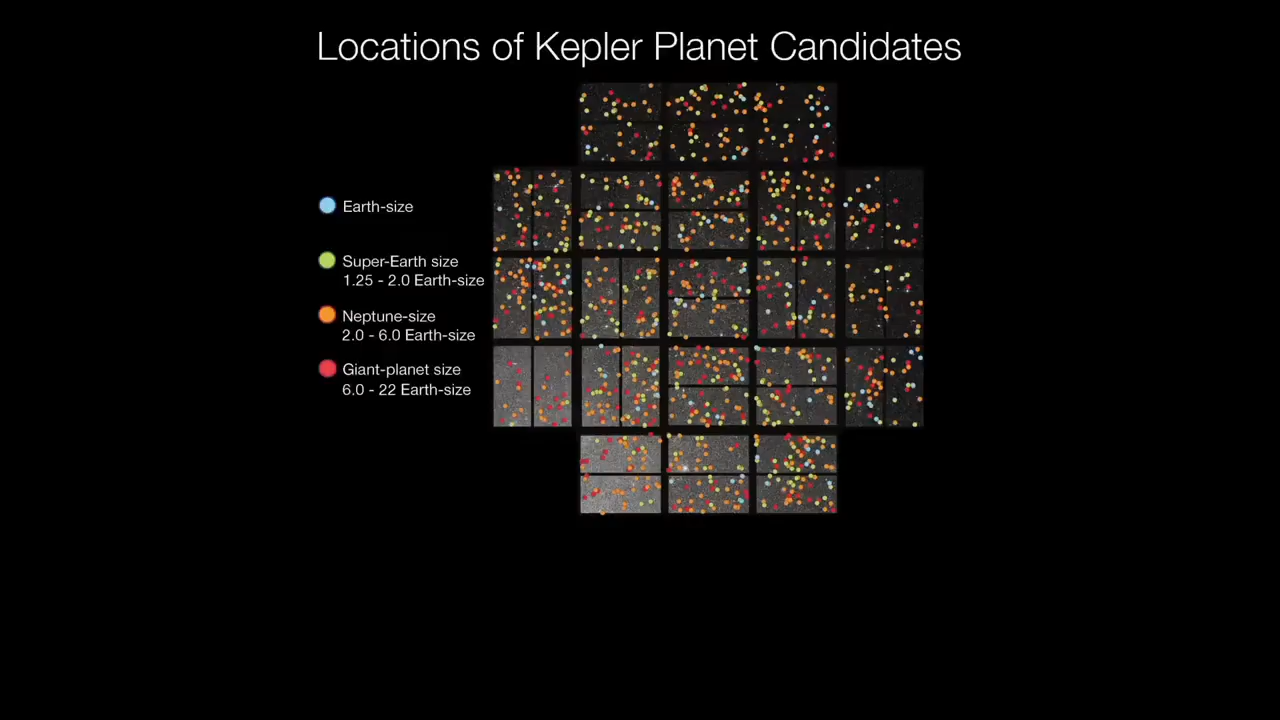 Locations of Kepler Planet Candidates
Earth-size
Super-Earth size
1.25 - 2.0 Earth-size
Neptune-size
2.0 - 6.0 Earth-size
Giant-planet size
6.0 - 22 Earth-size